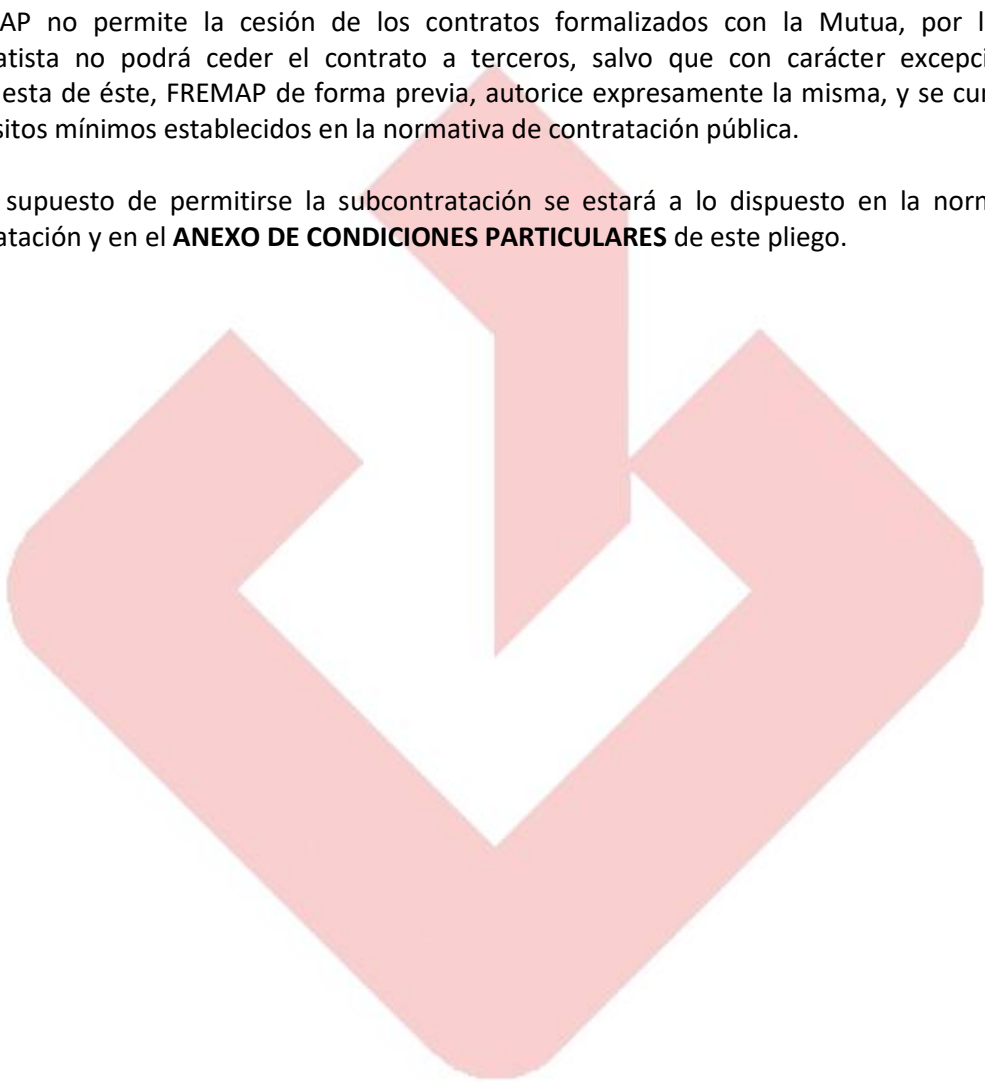 AP no permite la cesión de los contratos formalizados con la Mutua, por l
atista no podrá ceder el contrato a terceros, salvo que con carácter excepci
esta de éste, FREMAP de forma previa, autorice expresamente la misma, y se cu
sitos mínimos establecidos en la normativa de contratación pública.
supuesto de permitirse la subcontratación se estará a lo dispuesto en la norm
atación y en el ANEXO DE CONDICIONES PARTICULARES de este pliego.